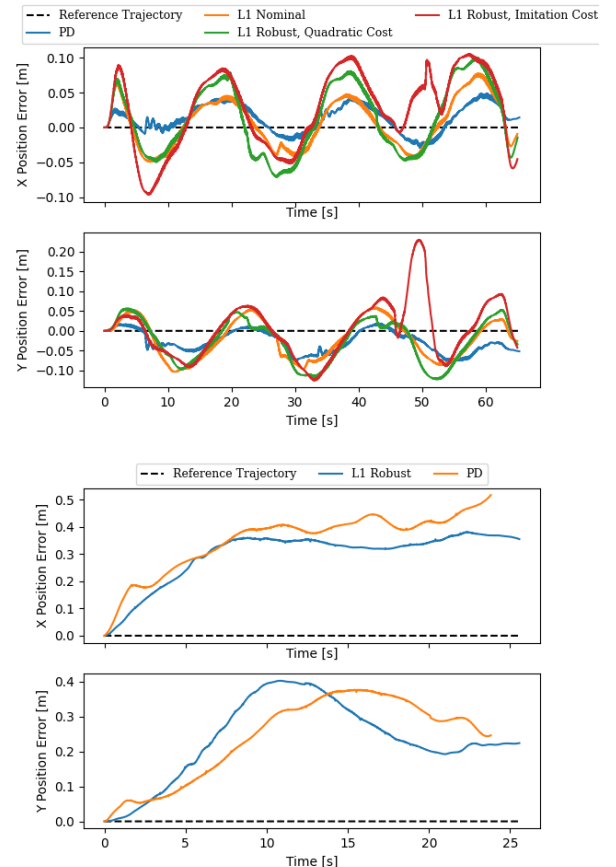 Reference Trajectory L1 Nominal L1 Robust, Imitation Cost
PD L1 Robust, Quadratic Cost
X Position Error [m]
0.10
0.05
0.00
−0.05
−0.10
Time [s]
Y Position Error [m]
0.20
0.15
0.10
0.05
0.00
−0.05
−0.10
0 10 20 30 40 50 60
Time [s]
Reference Trajectory L1 Robust PD
X Position Error [m]
0.5
0.4
0.3
0.2
0.1
0.0
Time [s]
Y Position Error [m]
0.4
0.3
0.2
0.1
0.0
0 5 10 15 20 25
Time [s]